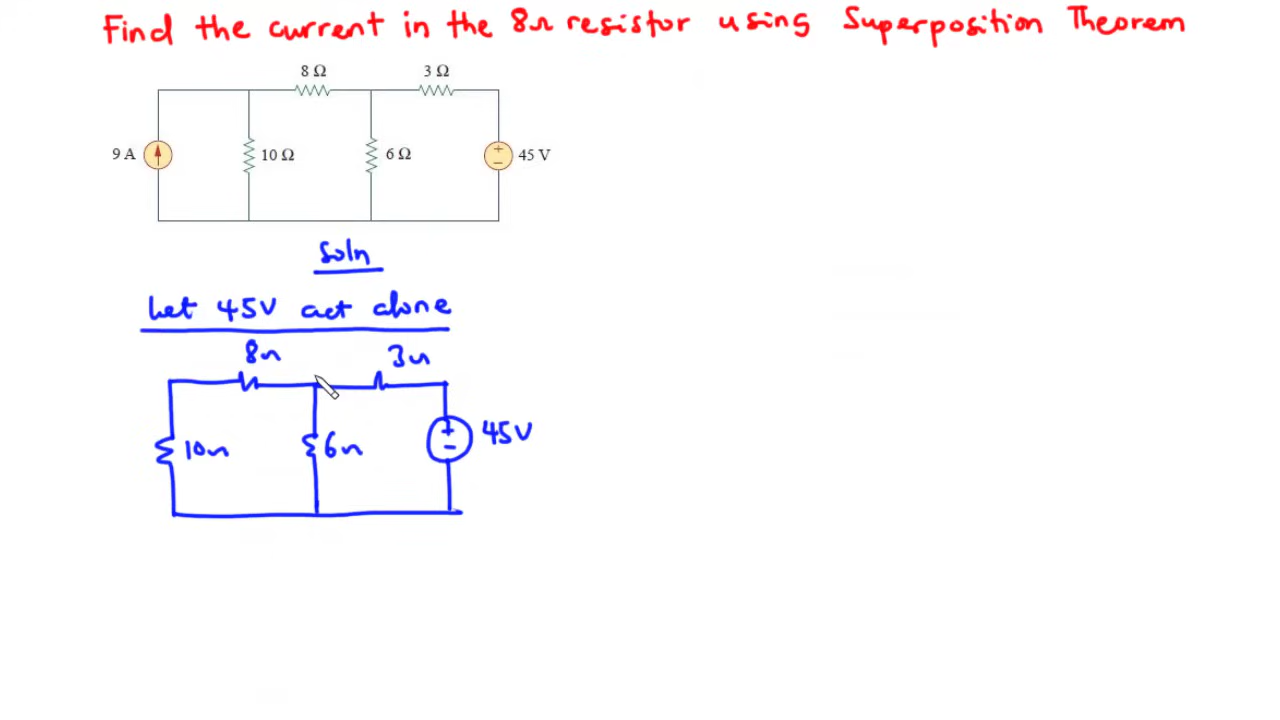 Find the current in the 8Ω resistor using Superposition Theorem
8 Ω 3 Ω
9 A 10 Ω 6 Ω + − 45 V
Soln
Let 45V act alone
8Ω 3Ω
10Ω 6Ω + − 45V